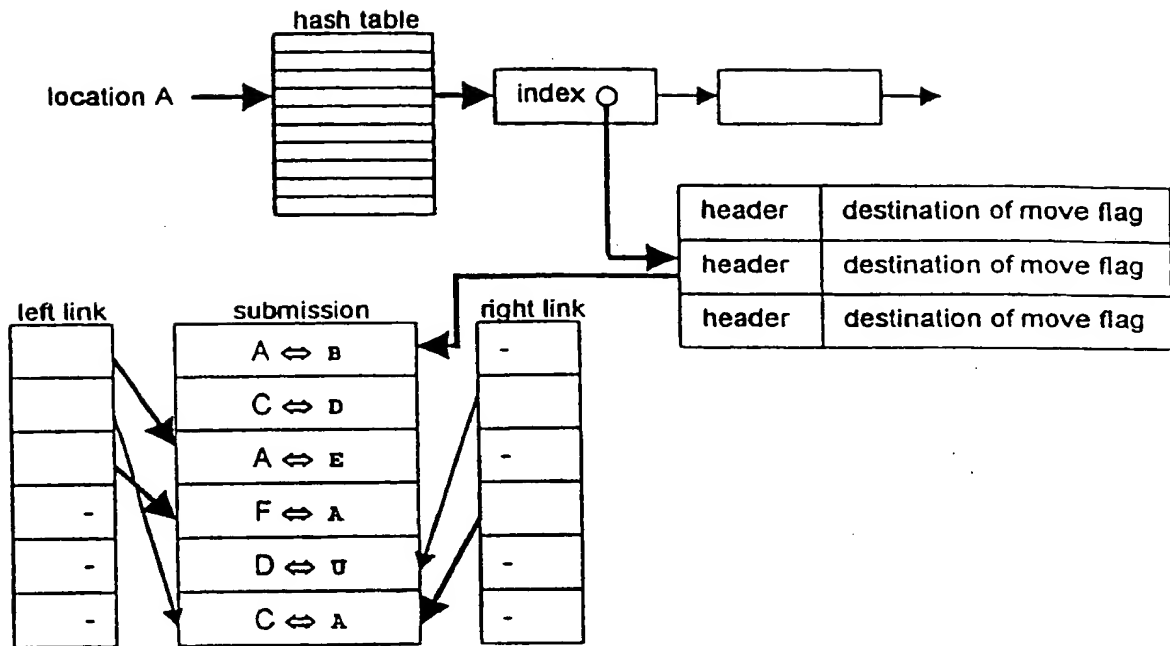 hash table
location A
index
header destination of move flag
header destination of move flag
header destination of move flag
left link submission right link
A ⇔ B -
C ⇔ D
A ⇔ E -
- F ⇔ A
- D ⇔ U -
- C ⇔ A -